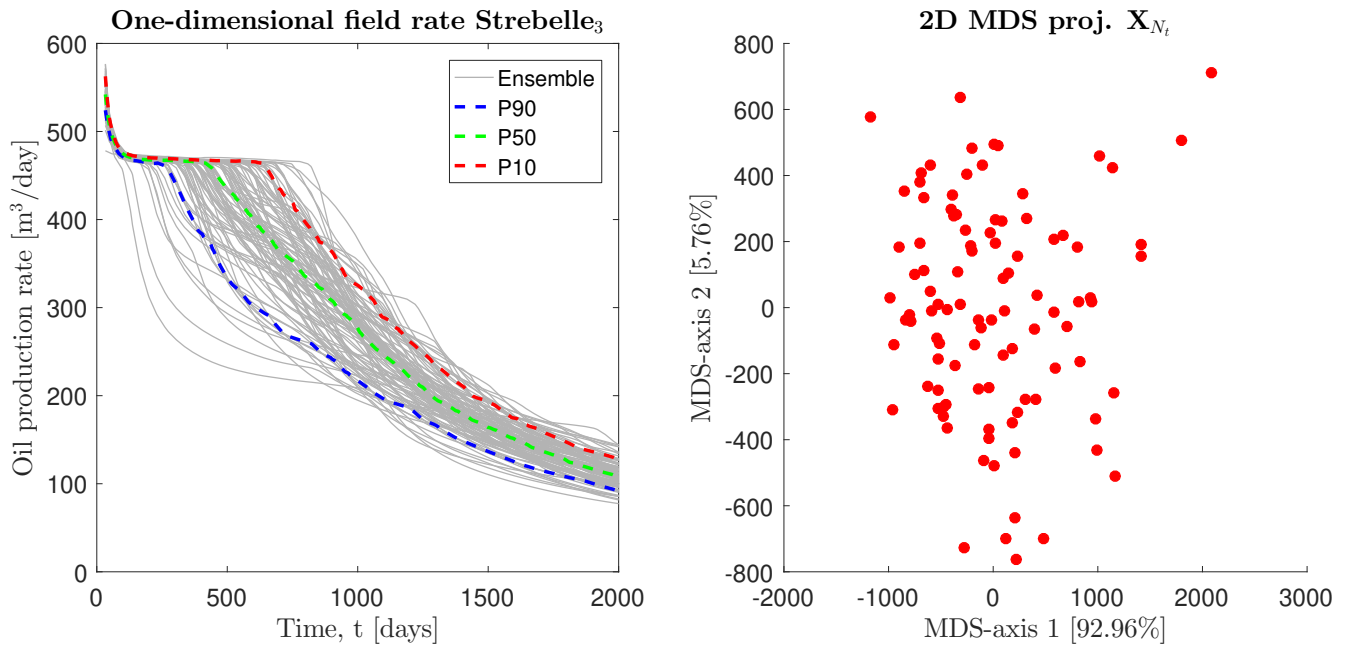 One-dimensional field rate Strebelle₃
600
500
400
300
200
100
0
Oil production rate [m³/day]
Ensemble
P90
P50
P10
0 500 1000 1500 2000
Time, t [days]
2D MDS proj. X_{N_t}
800
600
400
200
0
-200
-400
-600
-800
MDS-axis 2 [5.76%]
-2000 -1000 0 1000 2000 3000
MDS-axis 1 [92.96%]